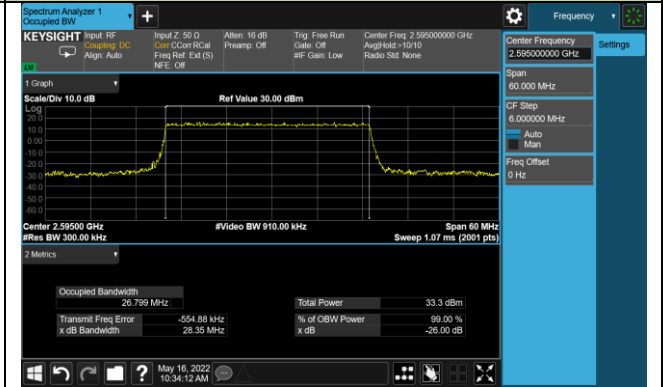 Spectrum Analyzer 1
Occupied BW
+
Frequency
KEYSIGHT Input: RF
Coupling: DC
Align: Auto
Input Z: 50 Ω
Corr CCorr RCal
Freq Ref: Ext (S)
NFE: Off
Atten: 16 dB
Preamp: Off
Trig: Free Run
Gate: Off
#IF Gain: Low
Center Freq: 2.595000000 GHz
Avg|Hold:>10/10
Radio Std: None
Center Frequency
2.595000000 GHz
Settings
Span
60.000 MHz
CF Step
6.000000 MHz
Auto
Man
Freq Offset
0 Hz
1 Graph
Scale/Div 10.0 dB
Ref Value 30.00 dBm
Log
20.0
10.0
0.00
-10.0
-20.0
-30.0
-40.0
-50.0
-60.0
Center 2.59500 GHz
#Video BW 910.00 kHz
Span 60 MHz
#Res BW 300.00 kHz
Sweep 1.07 ms (2001 pts)
2 Metrics
Occupied Bandwidth
26.799 MHz
Total Power 33.3 dBm
Transmit Freq Error -554.88 kHz
% of OBW Power 99.00 %
x dB Bandwidth 28.35 MHz
x dB -26.00 dB
?
May 16, 2022
10:34:12 AM